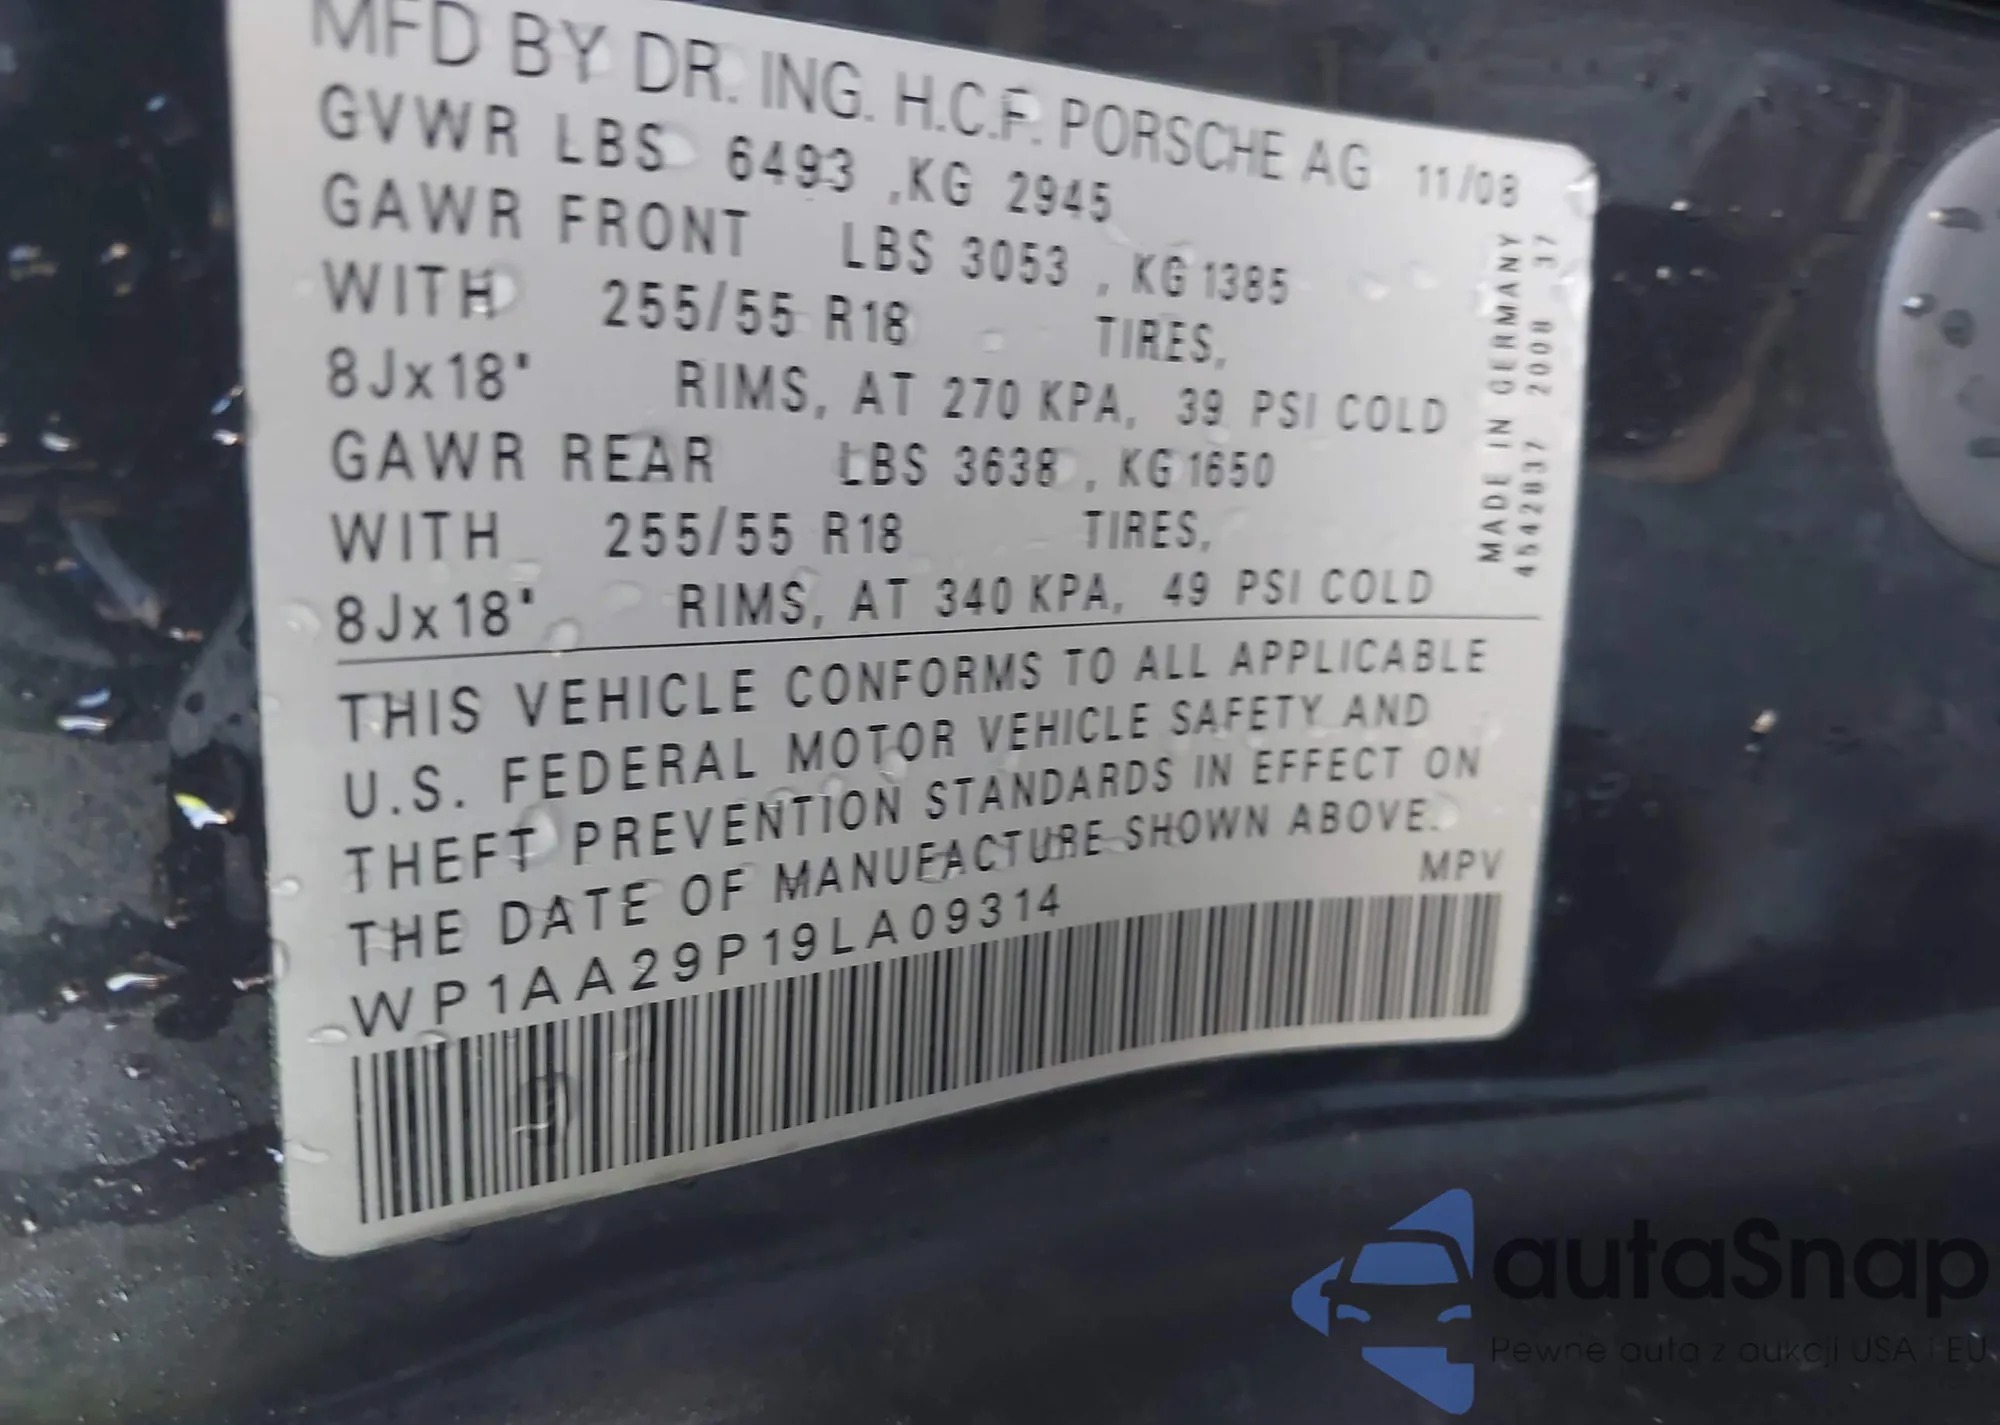 MFD BY DR. ING. H.C.F. PORSCHE AG 11/08
GVWR LBS 6493 ,KG 2945
GAWR FRONT LBS 3053 , KG 1385
WITH 255/55 R18 TIRES,
8Jx18" RIMS, AT 270 KPA, 39 PSI COLD
GAWR REAR LBS 3638 , KG 1650
WITH 255/55 R18 TIRES,
8Jx18" RIMS, AT 340 KPA, 49 PSI COLD
THIS VEHICLE CONFORMS TO ALL APPLICABLE
U.S. FEDERAL MOTOR VEHICLE SAFETY AND
THEFT PREVENTION STANDARDS IN EFFECT ON
THE DATE OF MANUFACTURE SHOWN ABOVE.
WP1AA29P19LA09314 MPV
MADE IN GERMANY
4542837 2008 37
autaSnap
Pewne auta z aukcji USA i EU